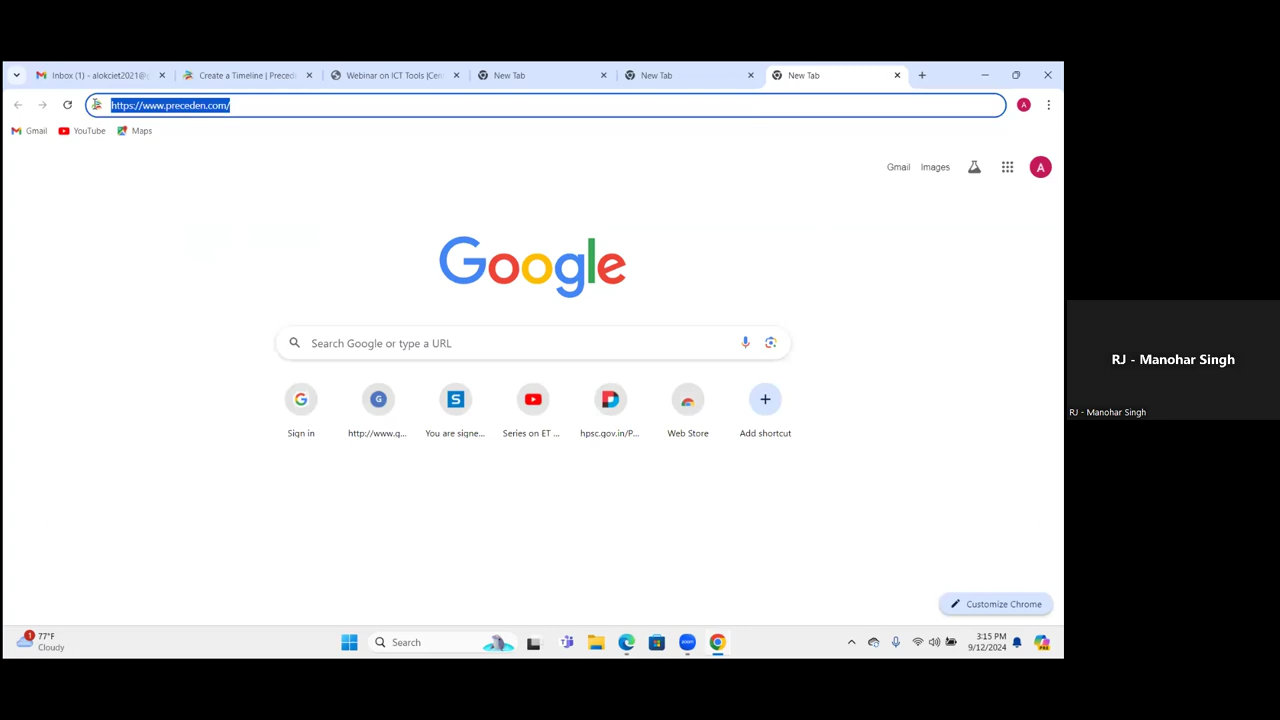 Inbox (1) - alokciet2021@g
Create a Timeline | Precede
Webinar on ICT Tools |Cen
New Tab
New Tab
New Tab
https://www.preceden.com/
A
Gmail
YouTube
Maps
Gmail
Images
A
Google
Search Google or type a URL
Sign in
http://www.g...
You are signe...
Series on ET ...
hpsc.gov.in/P...
Web Store
Add shortcut
RJ - Manohar Singh
RJ - Manohar Singh
Customize Chrome
1
77°F
Cloudy
Search
zoom
3:15 PM
9/12/2024